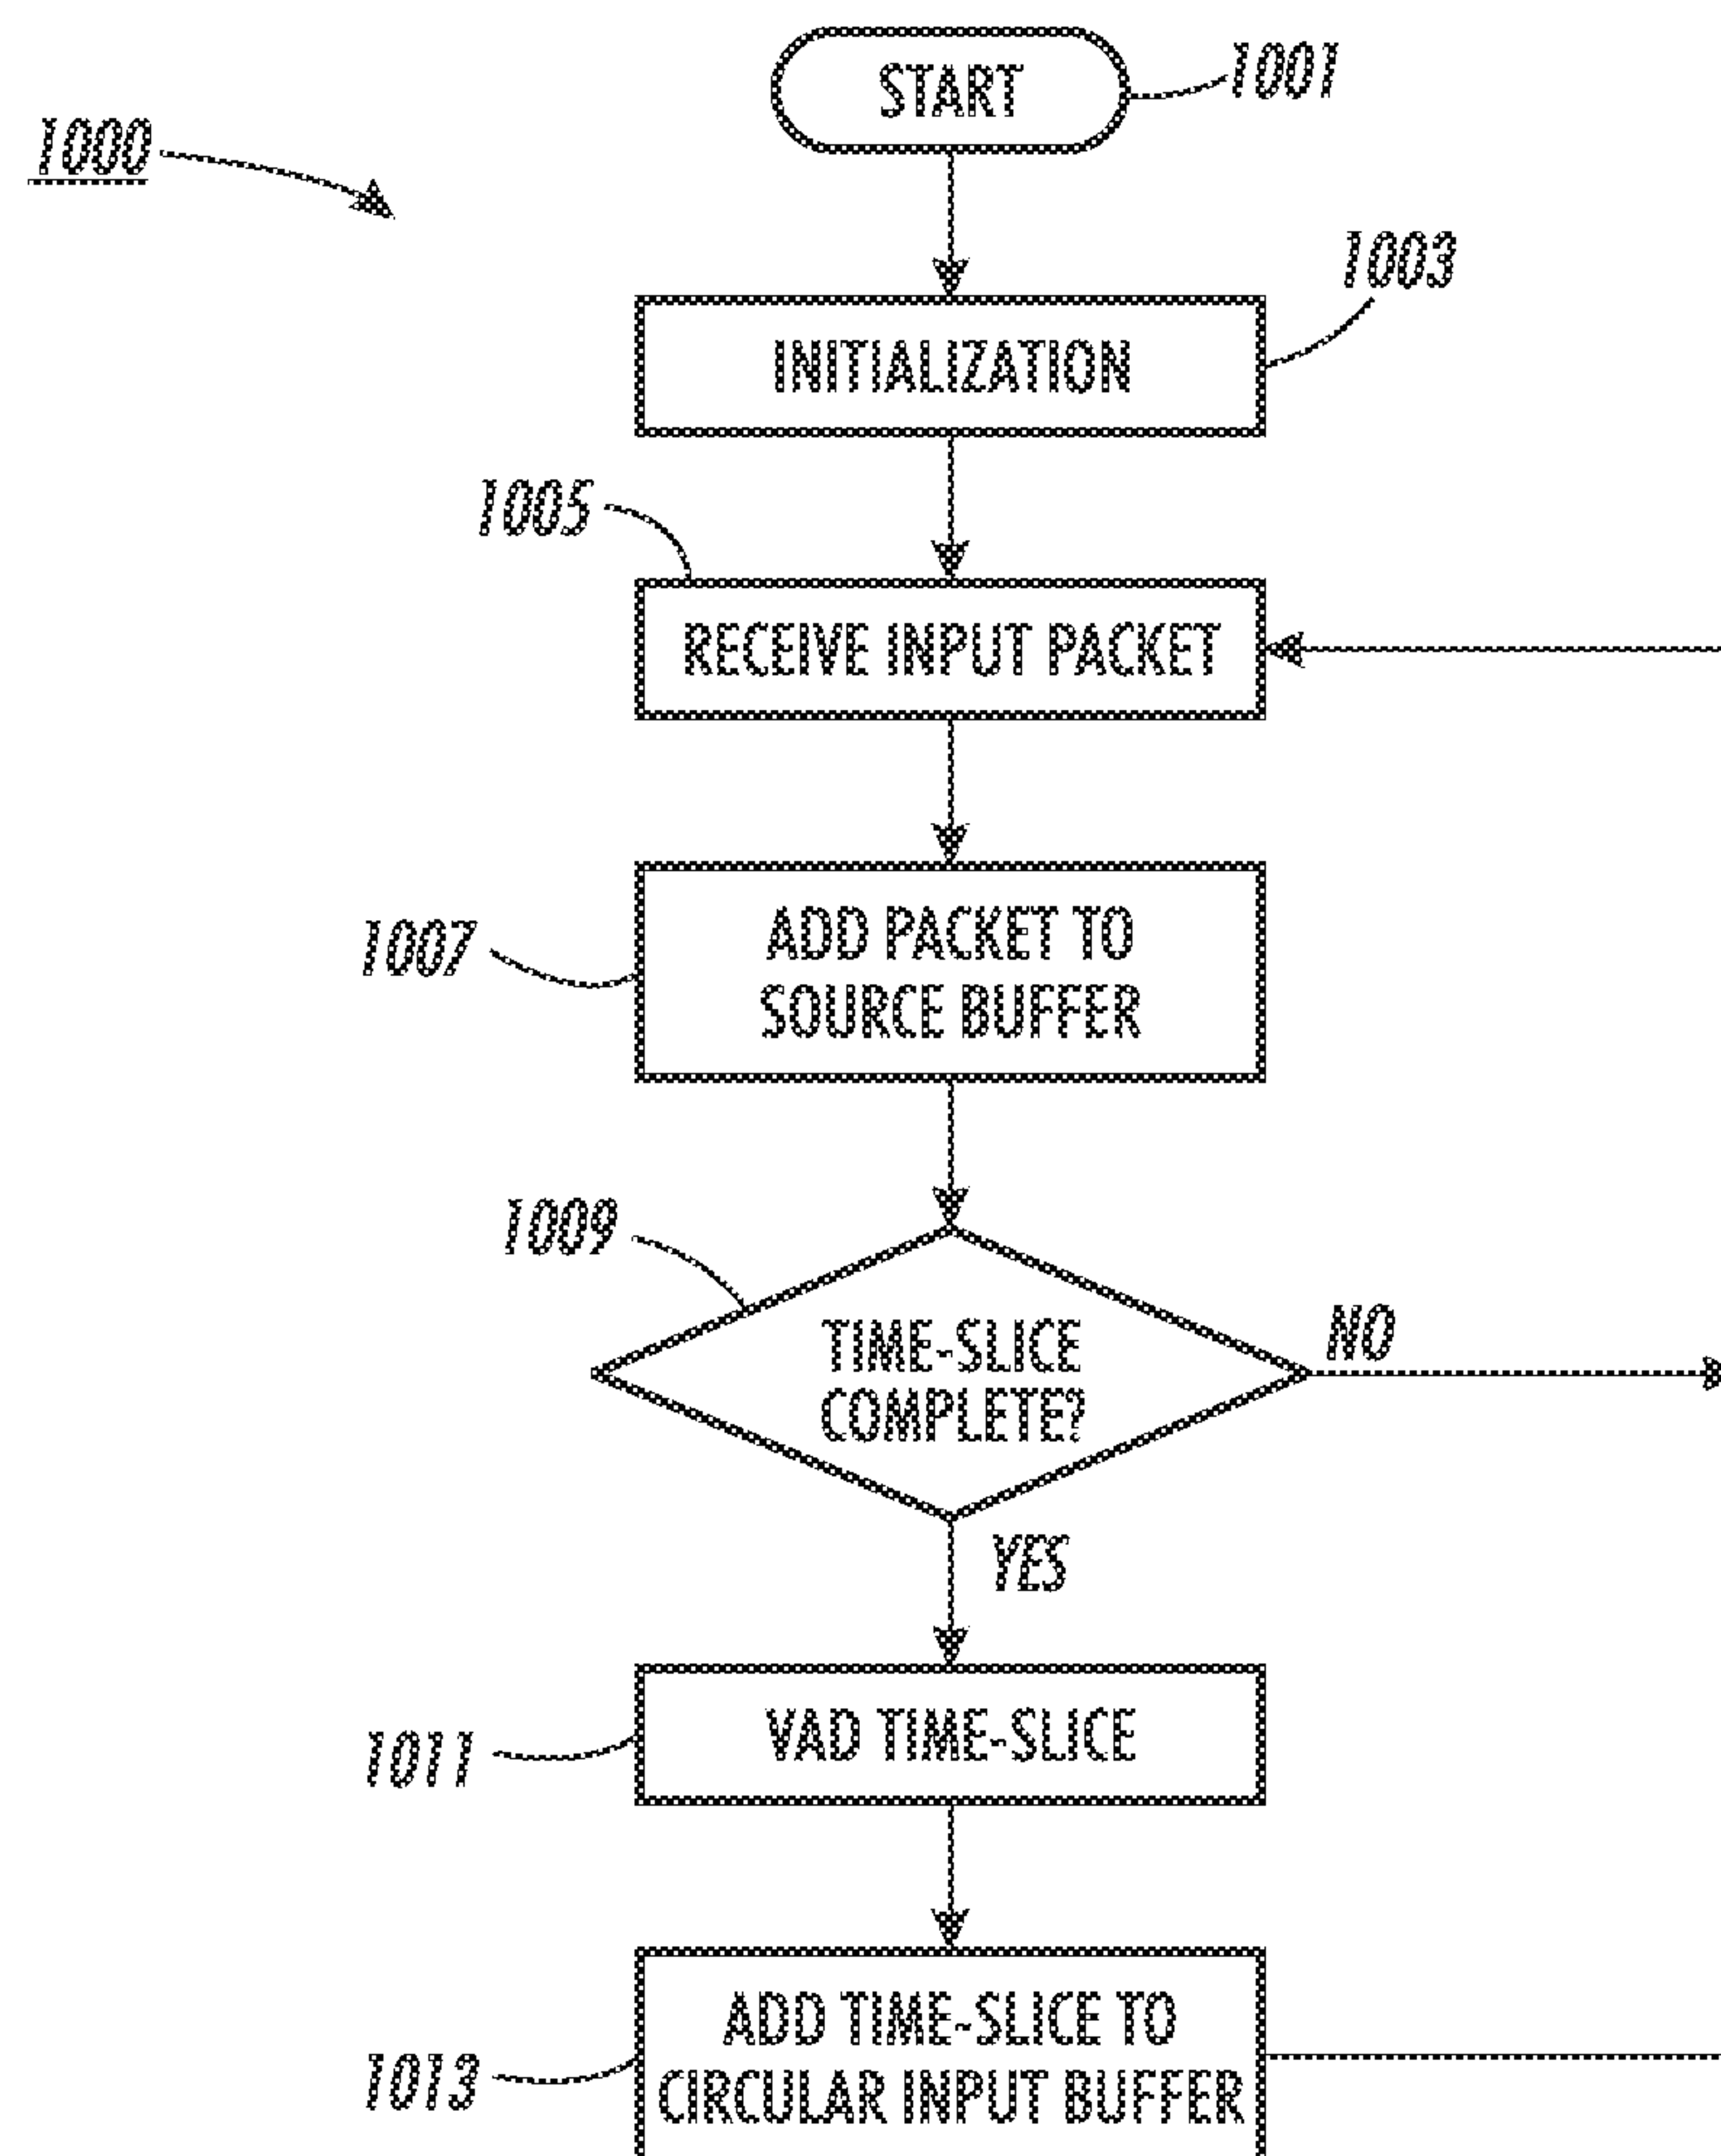 START
1001
1000
1003
INITIALIZATION
1005
RECEIVE INPUT PACKET
1007
ADD PACKET TO
SOURCE BUFFER
1009
TIME-SLICE
COMPLETE?
NO
YES
1011
VAD TIME-SLICE
1013
ADD TIME-SLICE TO
CIRCULAR INPUT BUFFER